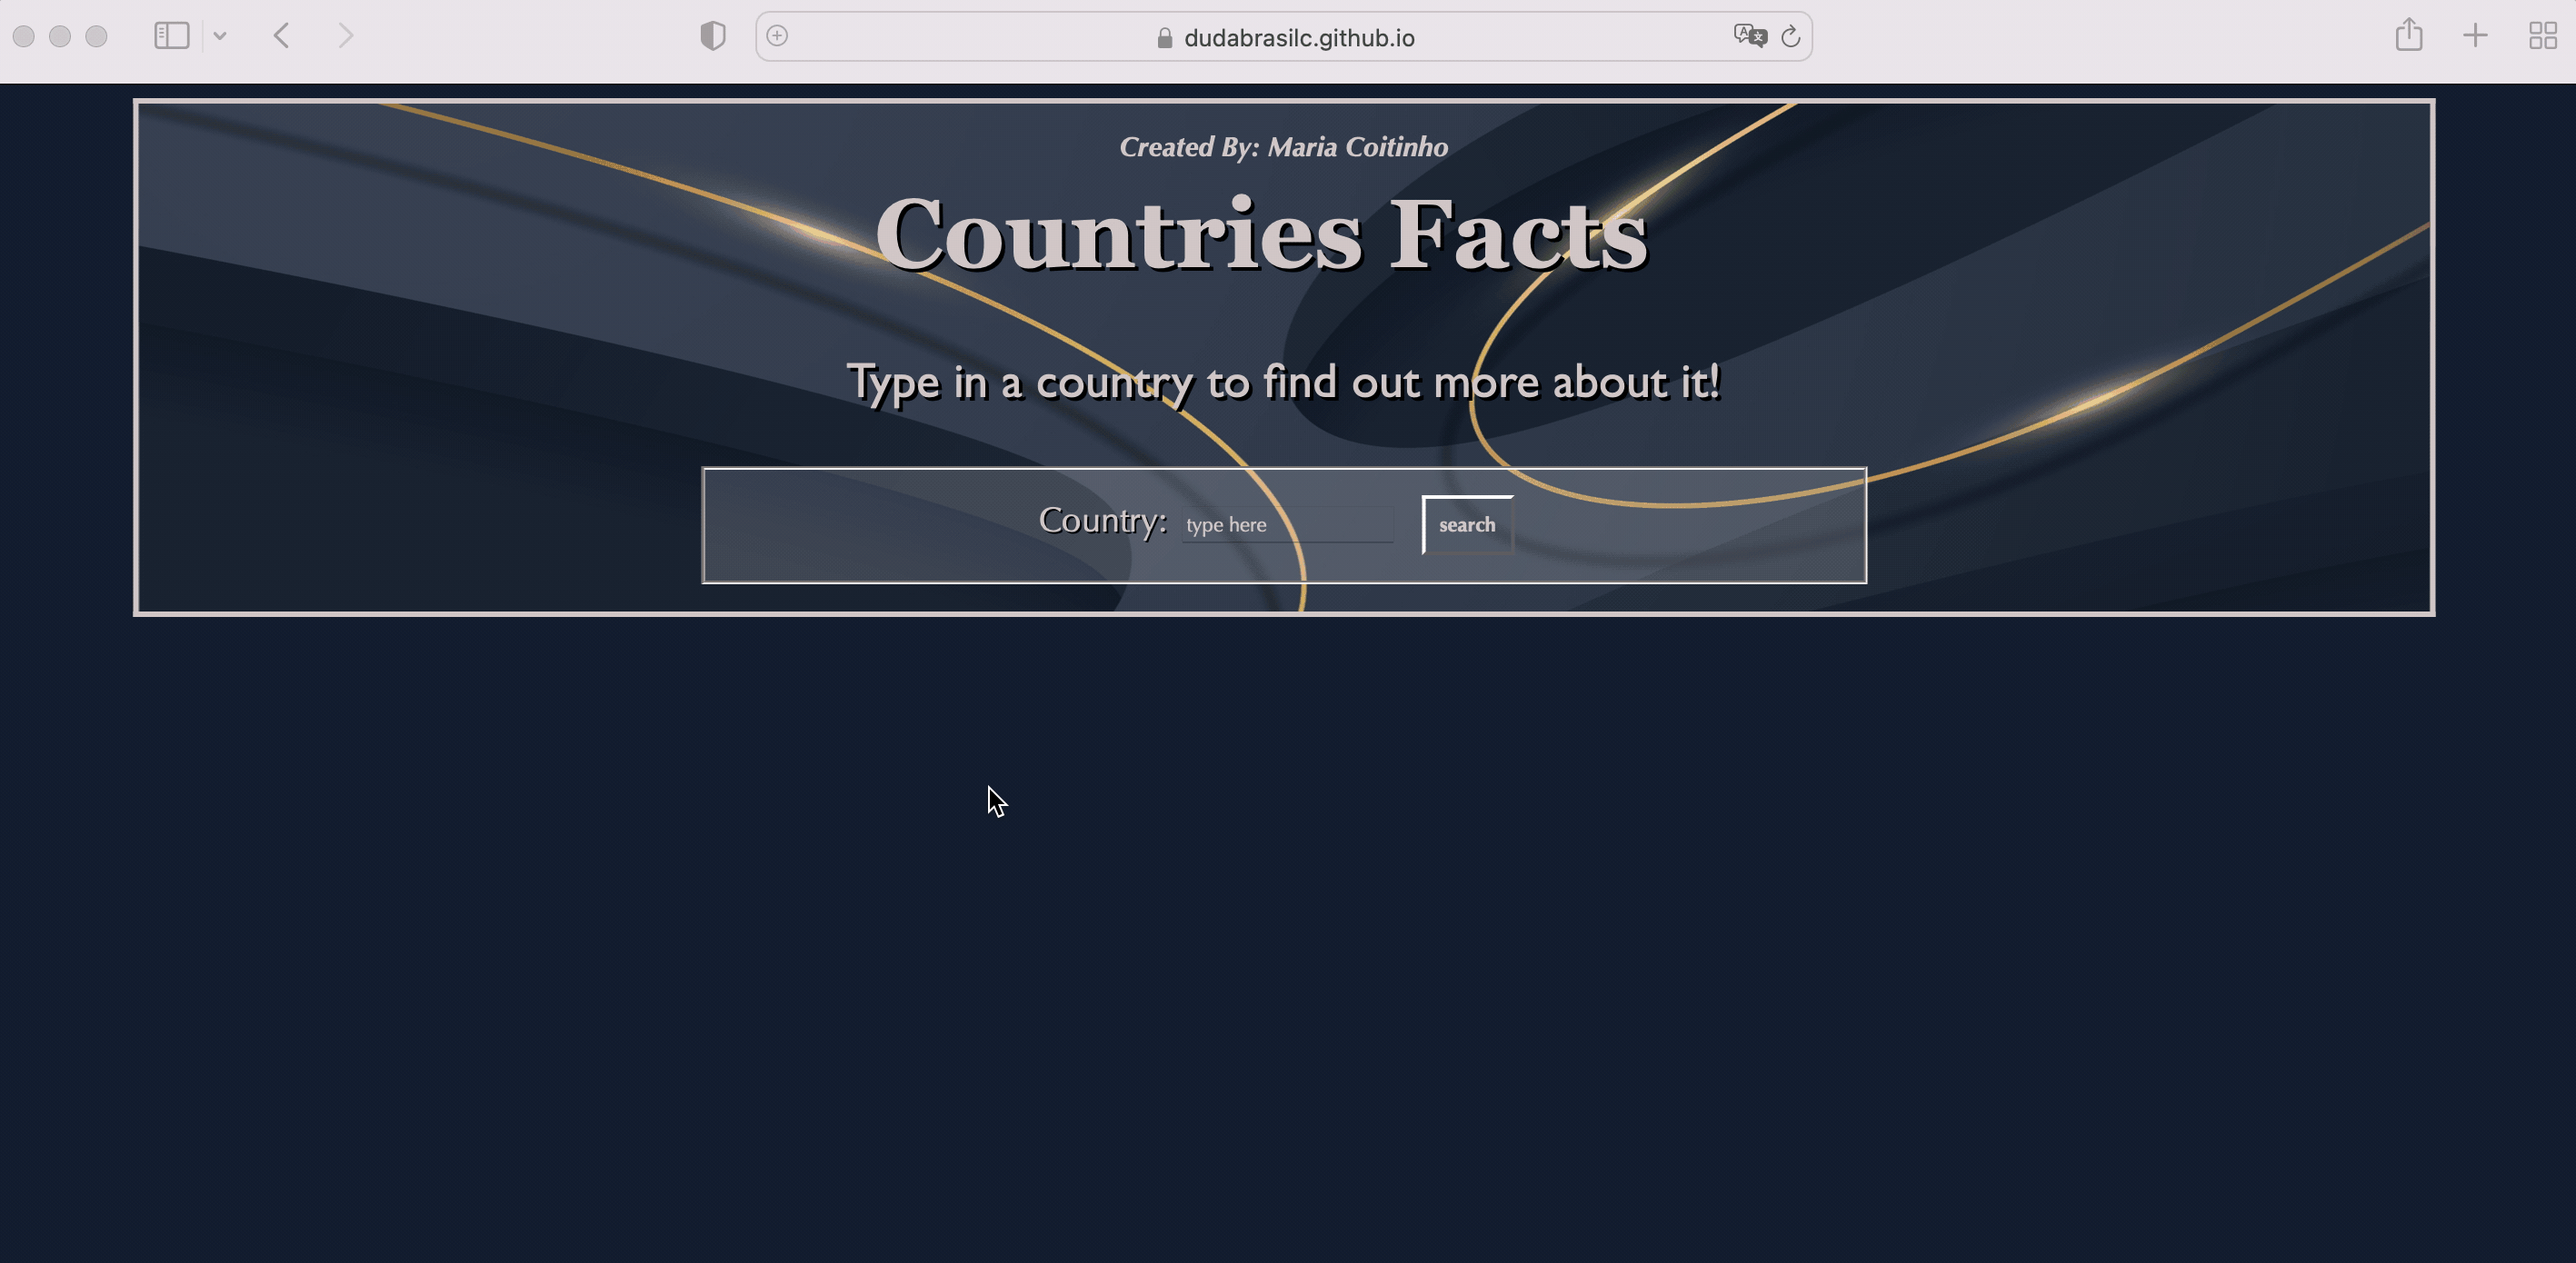 dudabrasilc.github.io
Created By: Maria Coitinho
Countries Facts
Type in a country to find out more about it!
Country: type here search